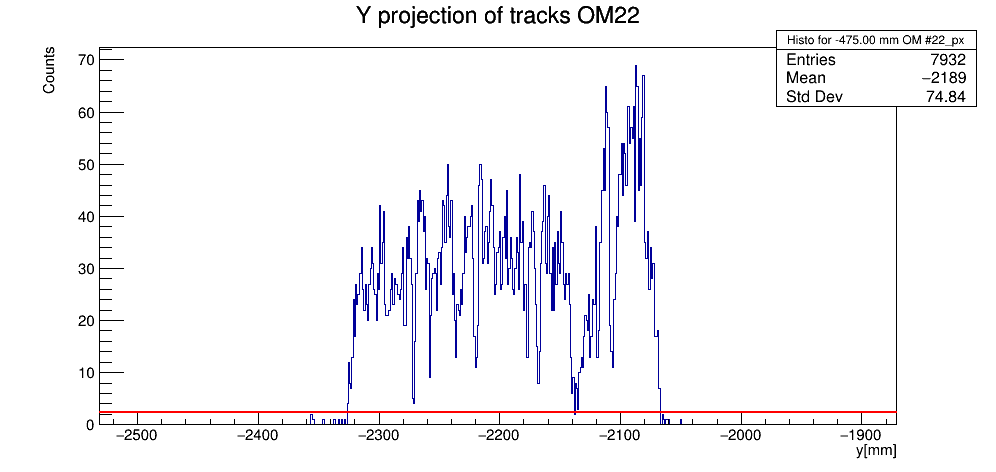 Y projection of tracks OM22
Histo for -475.00 mm OM #22_px
Entries 7932
Mean −2189
Std Dev 74.84
Counts
70
60
50
40
30
20
10
0
−2500 −2400 −2300 −2200 −2100 −2000 −1900
y[mm]